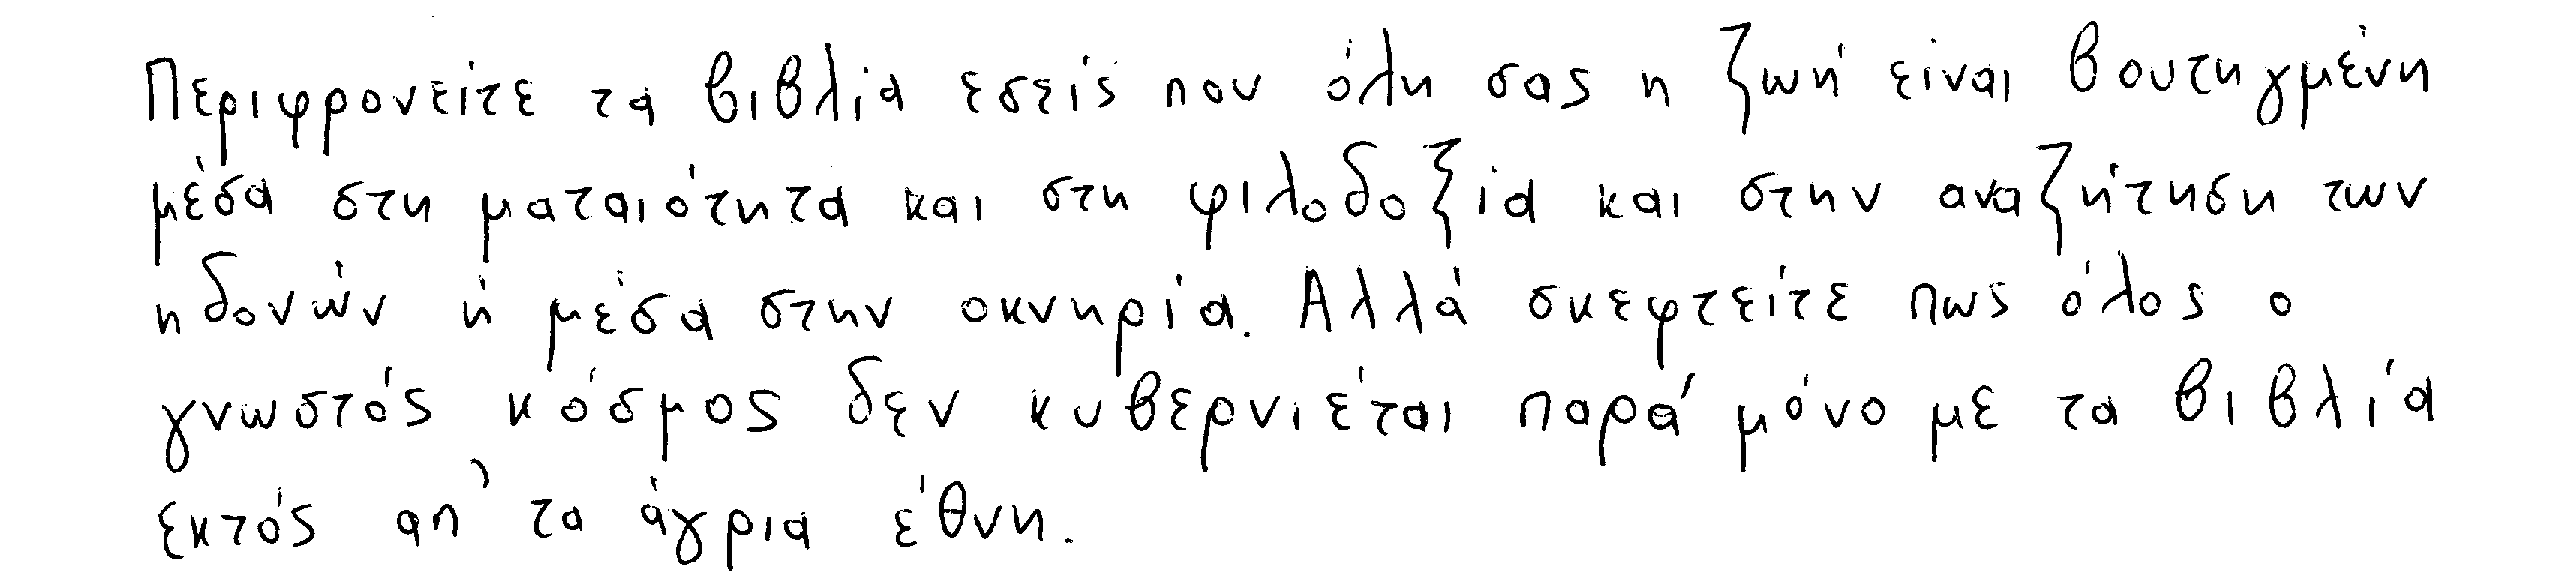 Περιφρονείτε τα βιβλία εσείς που όλη σας η ζωή είναι βουτηγμένη
μέσα στη ματαιότητα και στη φιλοδοξία και στην αναζήτηση των
ηδονών ή μέσα στην οκνηρία. Αλλά σκεφτείτε πως όλος ο
γνωστός κόσμος δεν κυβερνιέται παρά μόνο με τα βιβλία
εκτός απ' τα άγρια έθνη.